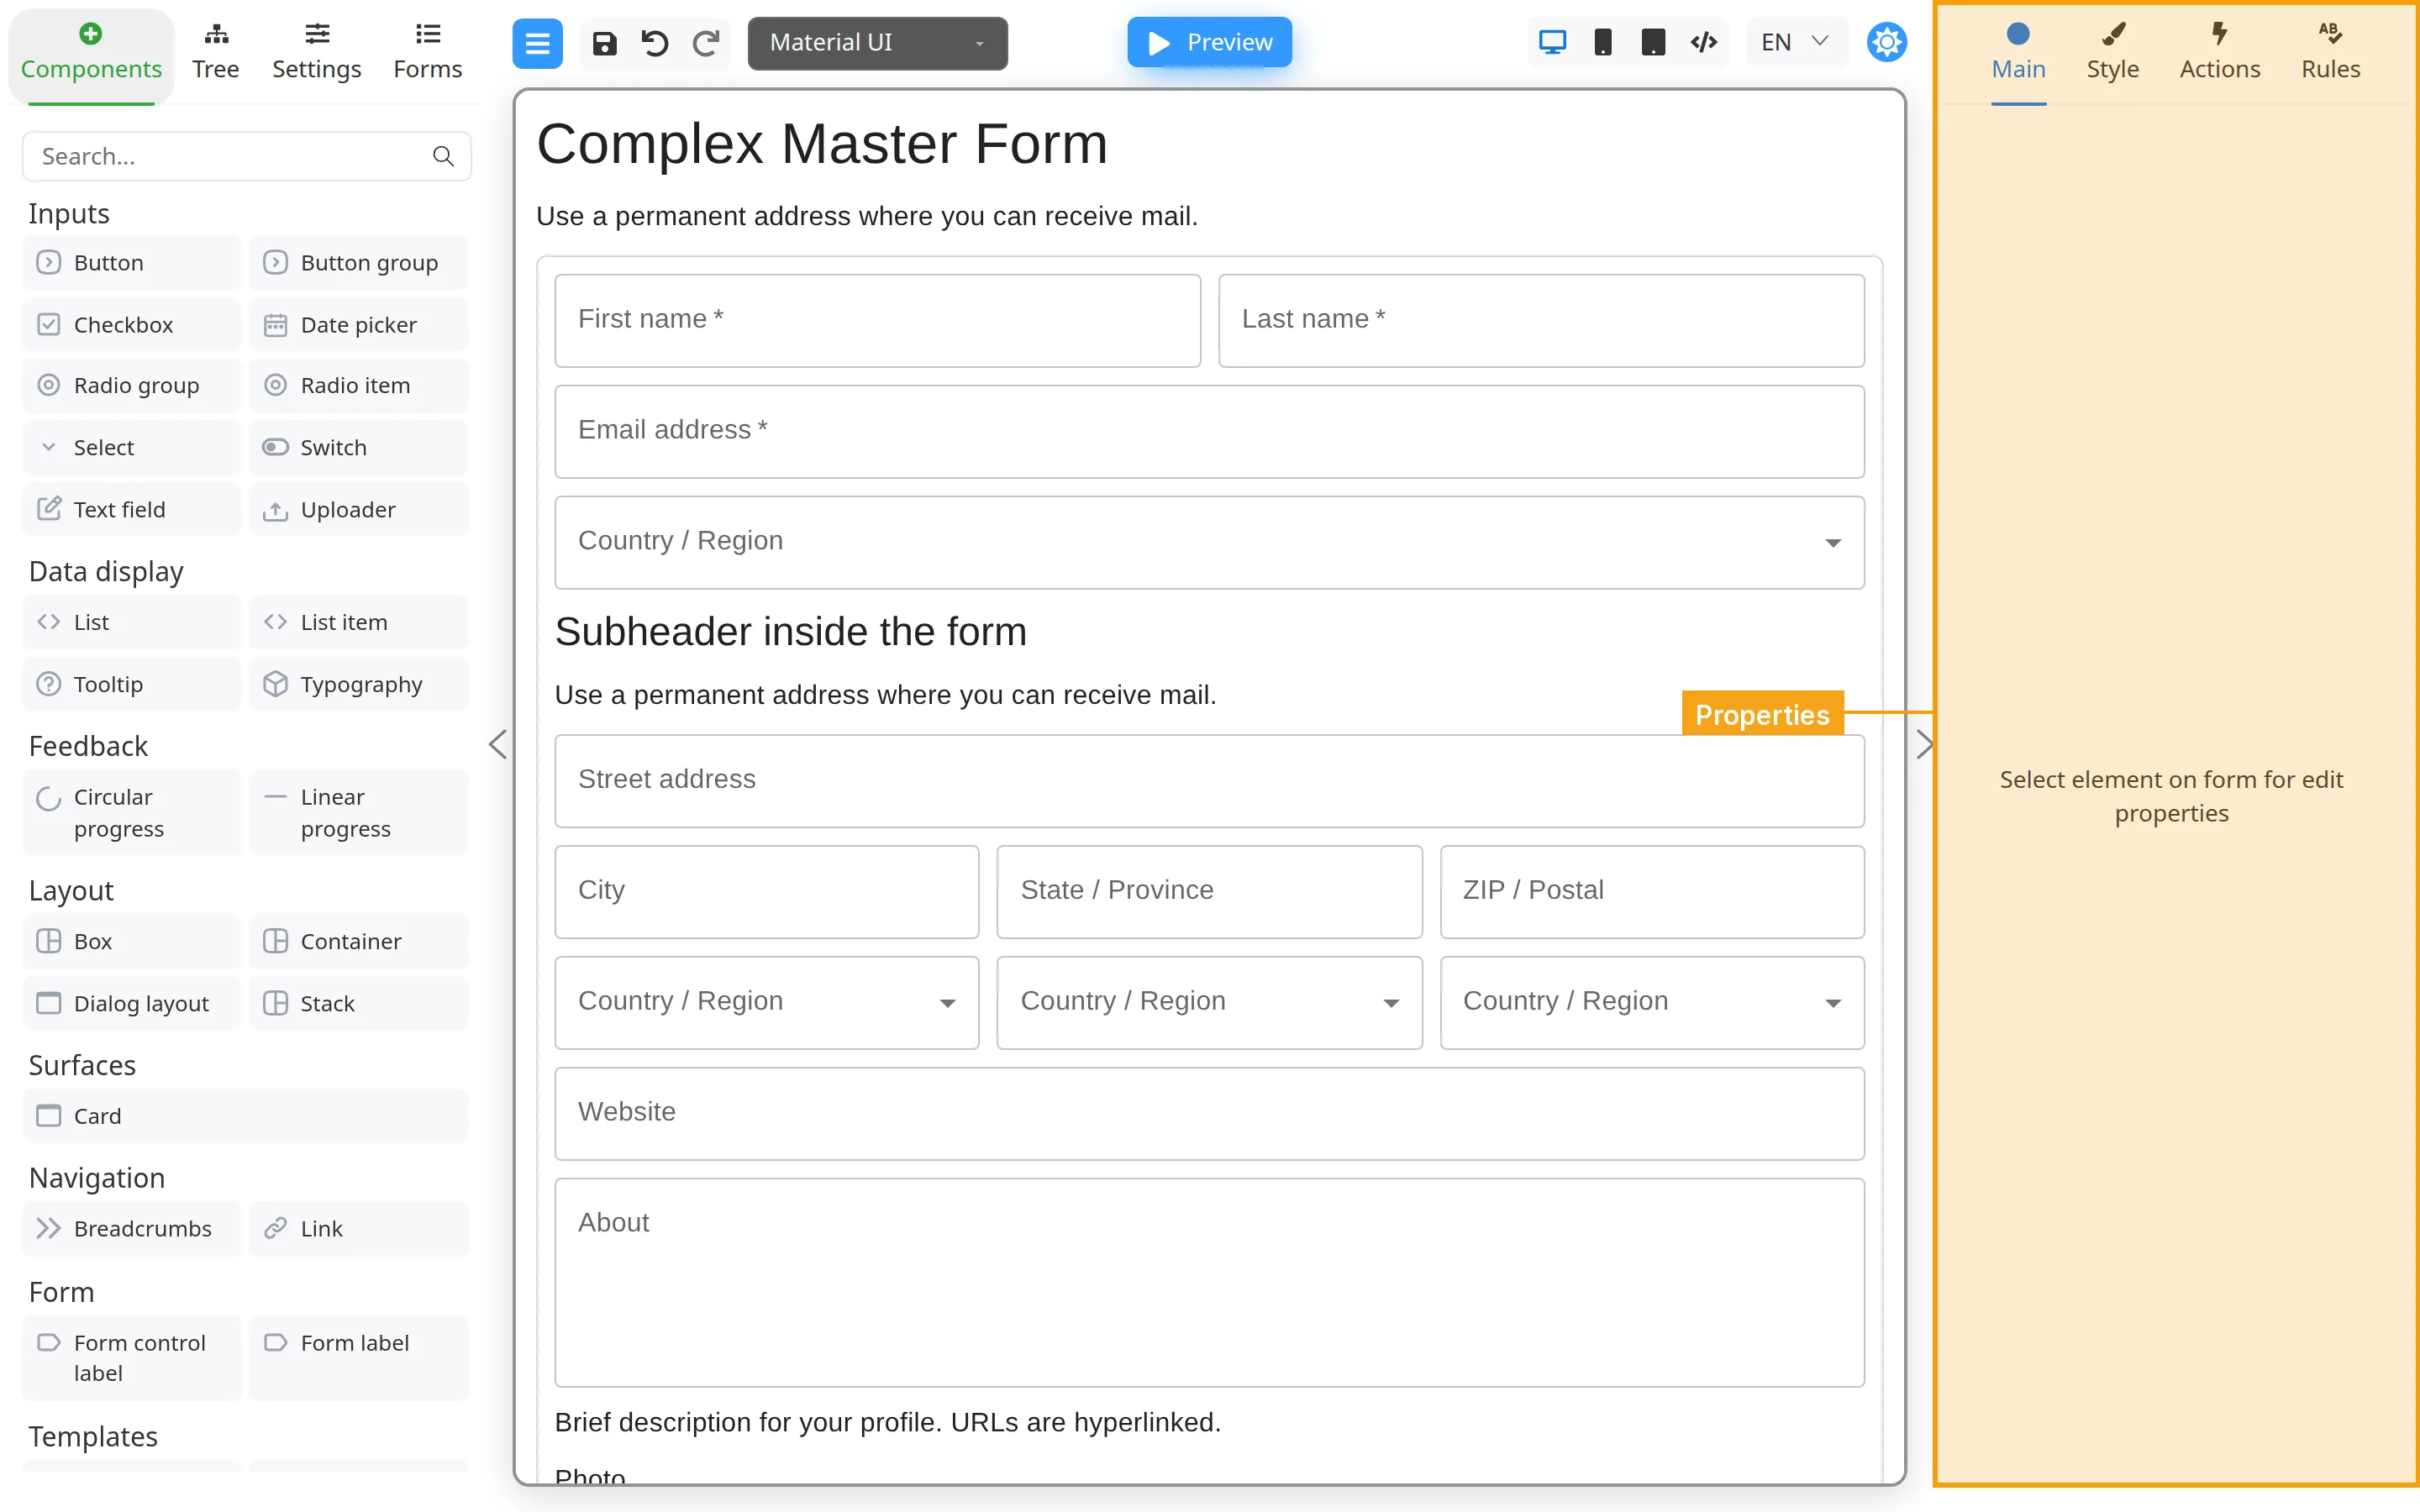 Components
Tree
Settings
Forms
Material UI
Preview
EN
Main
Style
Actions
AB
Rules
Search...
Inputs
Button
Button group
Checkbox
Date picker
Radio group
Radio item
Select
Switch
Text field
Uploader
Data display
List
List item
Tooltip
Typography
Feedback
Circular
progress
Linear
progress
Layout
Box
Container
Dialog layout
Stack
Surfaces
Card
Navigation
Breadcrumbs
Link
Form
Form control
label
Form label
Templates
Complex Master Form
Use a permanent address where you can receive mail.
First name *
Last name *
Email address *
Country / Region
Subheader inside the form
Use a permanent address where you can receive mail.
Properties
Street address
City
State / Province
ZIP / Postal
Country / Region
Country / Region
Country / Region
Website
About
Brief description for your profile. URLs are hyperlinked.
Photo
Select element on form for edit
properties